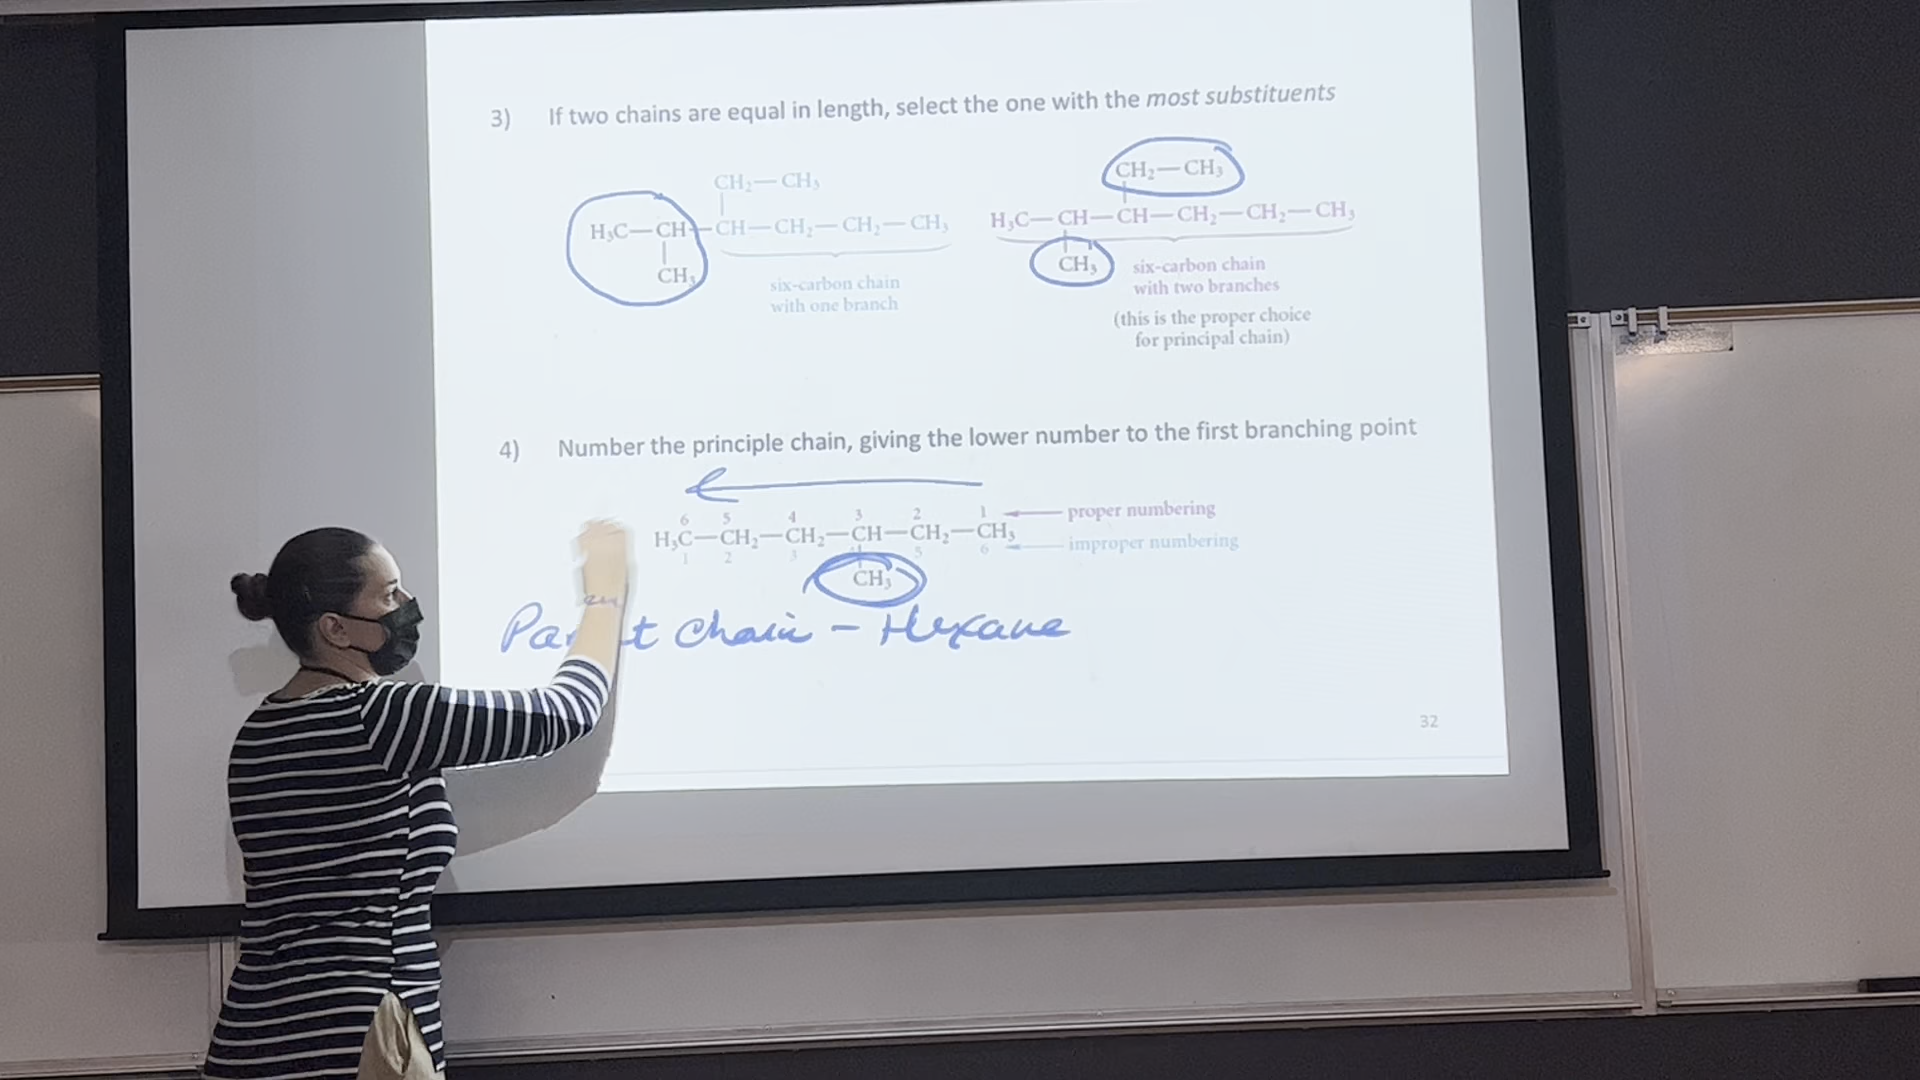 3) If two chains are equal in length, select the one with the most substituents
CH₂—CH₃
H₃C—CH—CH—CH₂—CH₂—CH₃
CH₃
six-carbon chain
with one branch
CH₂—CH₃
H₃C—CH—CH—CH₂—CH₂—CH₃
CH₃
six-carbon chain
with two branches
(this is the proper choice
for principal chain)
4) Number the principle chain, giving the lower number to the first branching point
6 5 4 3 2 1 proper numbering
H₃C—CH₂—CH₂—CH—CH₂—CH₃
1 2 3 4 5 6 improper numbering
CH₃
chain - Hexane
32